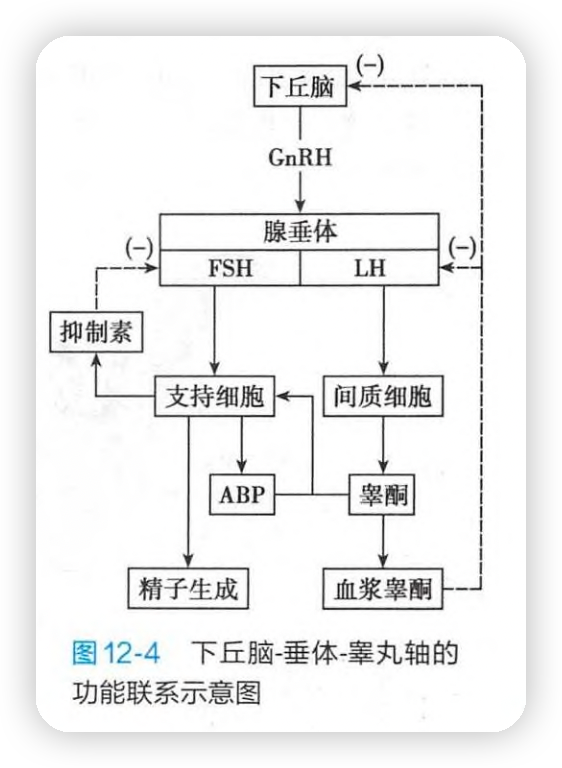 (-)
下丘脑
GnRH
腺垂体
(-)
FSH
LH
(-)
抑制素
支持细胞
间质细胞
ABP
睾酮
精子生成
血浆睾酮
图 12-4 下丘脑-垂体-睾丸轴的
功能联系示意图